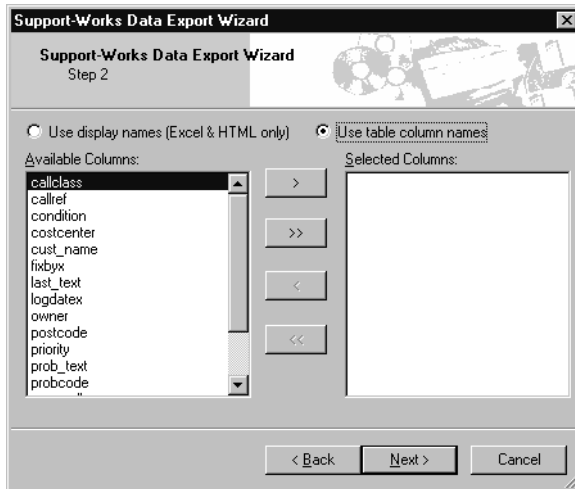 Support-Works Data Export Wizard
Support-Works Data Export Wizard
Step 2
Use display names (Excel & HTML only)
Use table column names
Available Columns:
Selected Columns:
callclass
callref
condition
costcenter
cust_name
fixbyx
last_text
logdatex
owner
postcode
priority
prob_text
probcode
>
>>
<
<<
< Back
Next >
Cancel